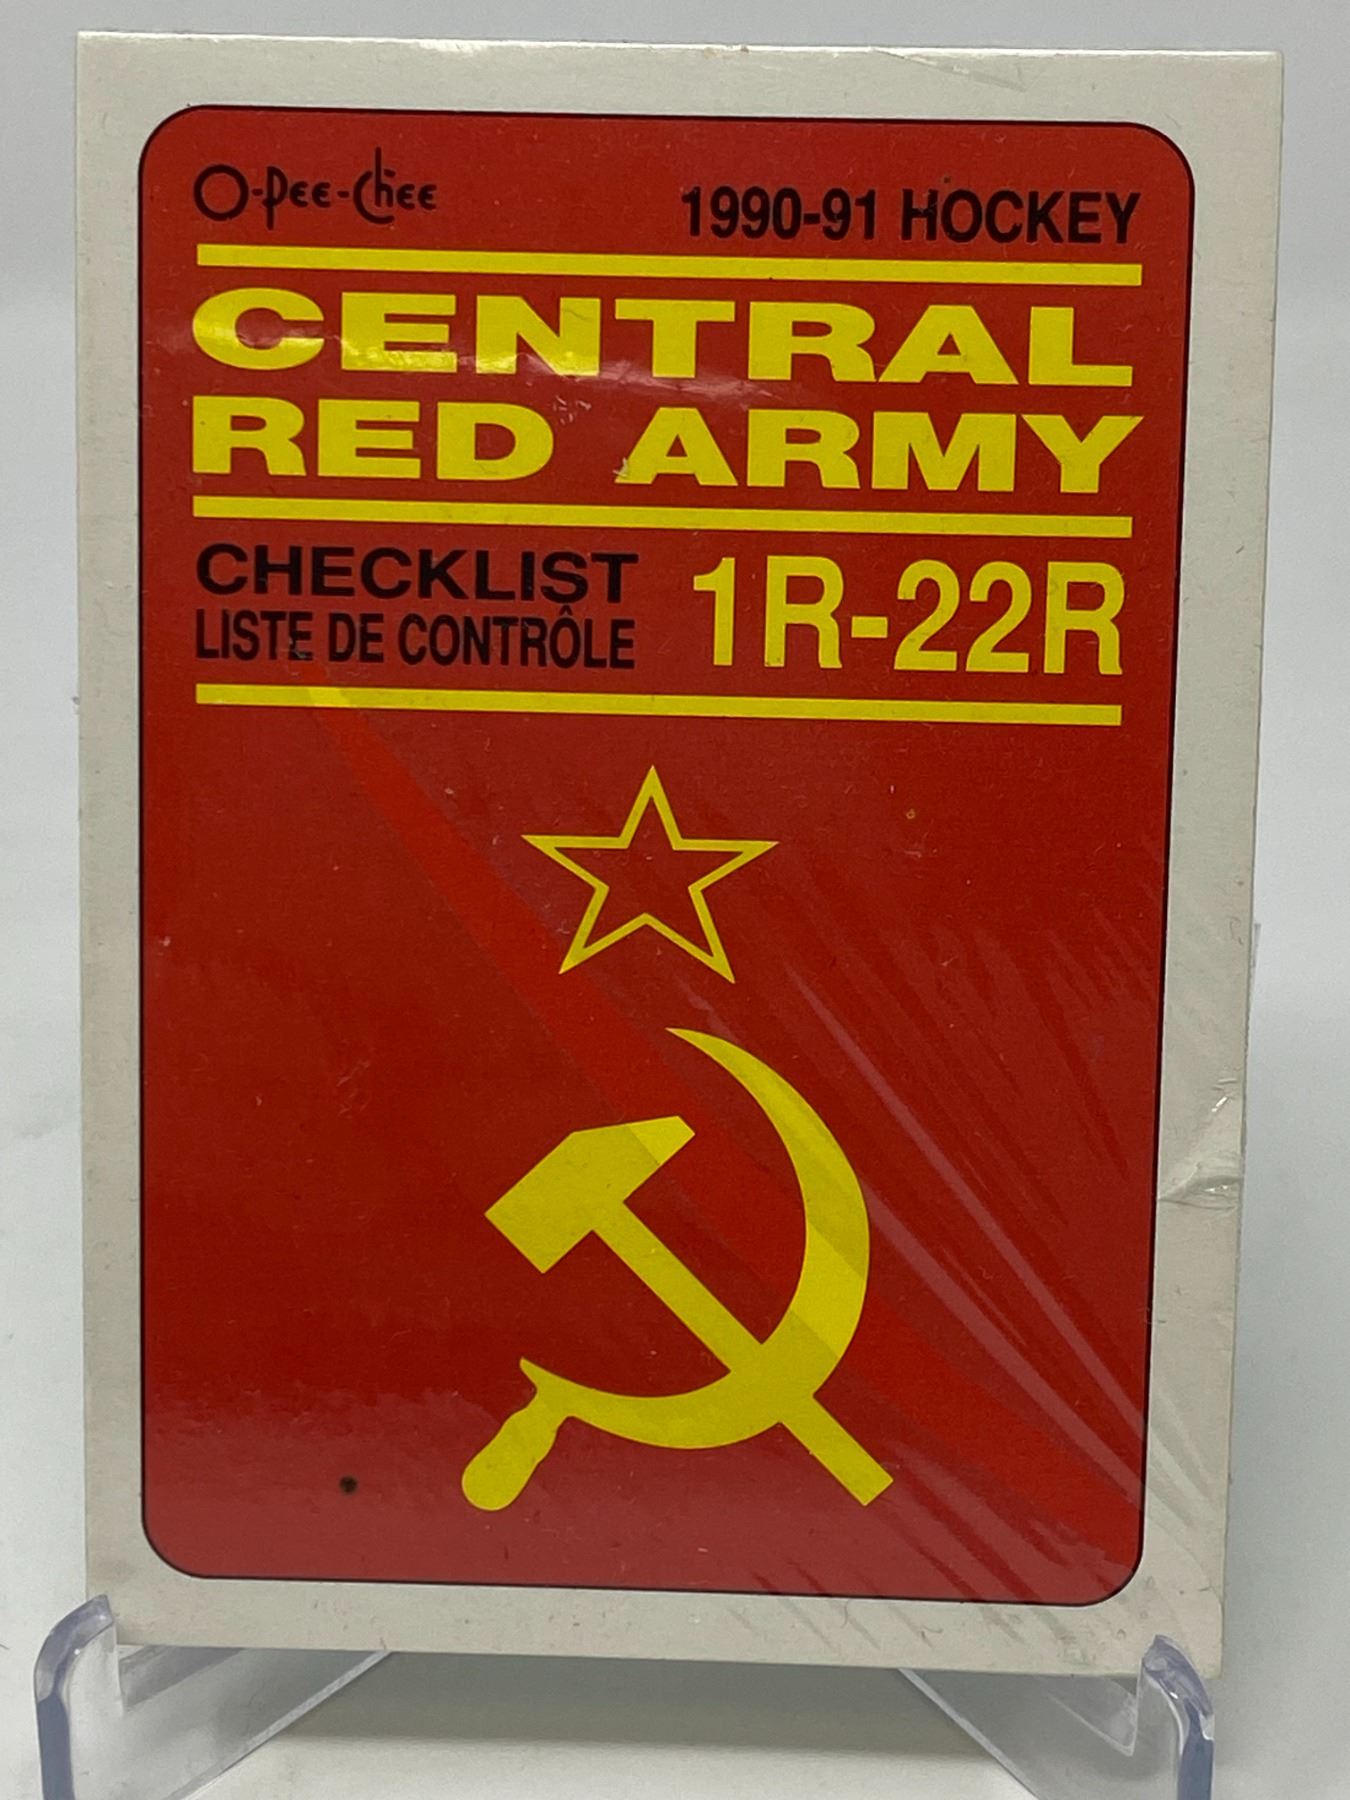 O-Pee-Chee
1990-91 HOCKEY
CENTRAL
RED ARMY
CHECKLIST
LISTE DE CONTRÔLE
1R-22R